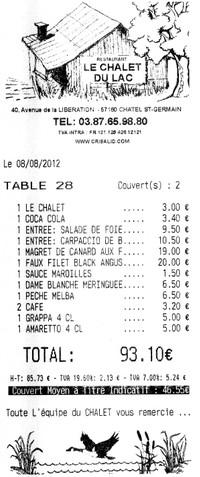 RESTAURANT
LE CHALET
DU LAC
40, Avenue de la LIBERATION - 57160 CHATEL ST-GERMAIN
TEL: 03.87.65.98.80
TVA INTRA : FR 121 128 426 12121
WWW.CRISALID.COM
Le 08/08/2012
TABLE 28 Couvert(s) : 2
1 LE CHALET ..... 3.00 €
1 COCA COLA ..... 3.40 €
1 ENTREE: SALADE DE FOIE..... 9.50 €
1 ENTREE: CARPACCIO DE B..... 10.50 €
1 MAGRET DE CANARD AUX F..... 19.00 €
1 FAUX FILET BLACK ANGUS..... 20.00 €
1 SAUCE MAROILLES ..... 1.50 €
1 DAME BLANCHE MERINGUEE..... 6.50 €
1 PECHE MELBA ..... 6.50 €
2 CAFE ..... 3.20 €
1 GRAPPA 4 CL ..... 5.00 €
1 AMARETTO 4 CL ..... 5.00 €
TOTAL: 93.10€
H-T: 85.73 € - TVA 19.60%: 2.13 € - TVA 7.00%: 5.24 €
Couvert Moyen à titre Indicatif : 46.55€
Toute L'équipe du CHALET vous remercie ...